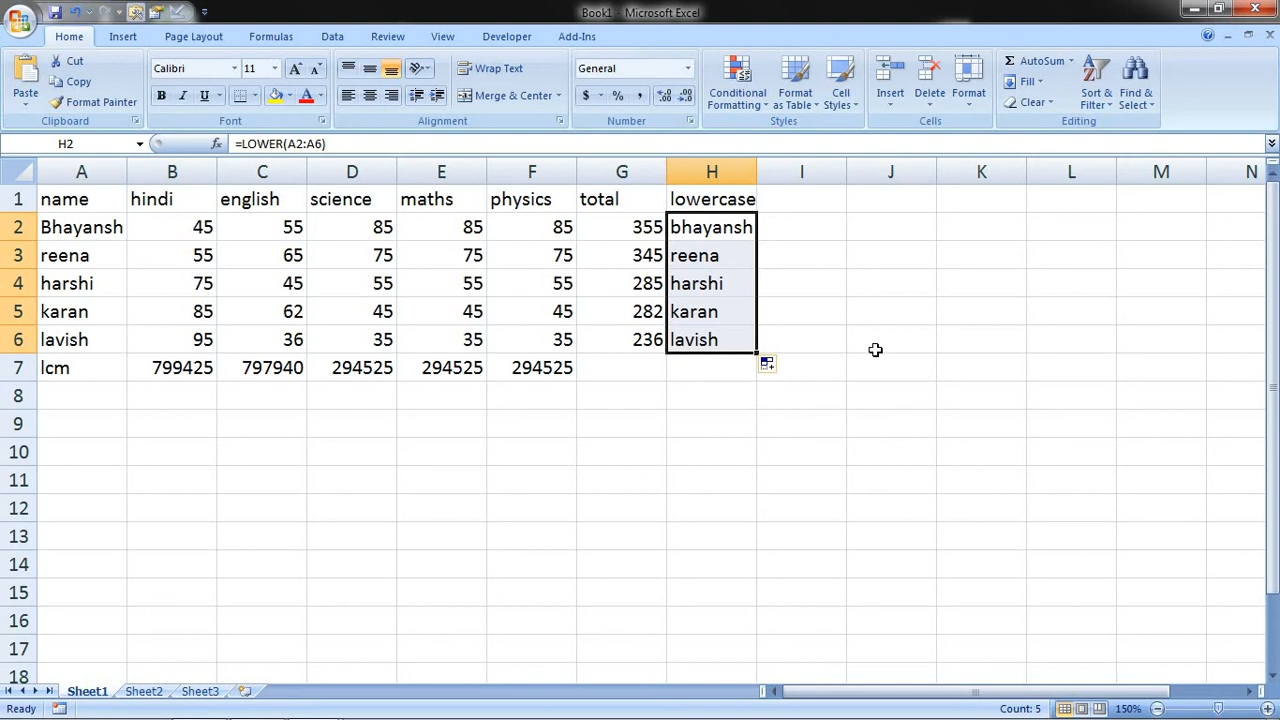 Book1 - Microsoft Excel
Home Insert Page Layout Formulas Data Review View Developer Add-Ins
Paste
Cut
Copy
Format Painter
Clipboard
Calibri 11
B I U A
Font
Wrap Text
Merge & Center
Alignment
General
$ % ,
Number
Conditional Formatting
Format as Table
Cell Styles
Styles
Insert
Delete
Format
Cells
Σ AutoSum
Fill
Clear
Sort & Filter
Find & Select
Editing
H2 fx =LOWER(A2:A6)
A B C D E F G H I J K L M N
1 name hindi english science maths physics total lowercase
2 Bhayansh 45 55 85 85 85 355 bhayansh
3 reena 55 65 75 75 75 345 reena
4 harshi 75 45 55 55 55 285 harshi
5 karan 85 62 45 45 45 282 karan
6 lavish 95 36 35 35 35 236 lavish
7 lcm 799425 797940 294525 294525 294525
8
9
10
11
12
13
14
15
16
17
18
Sheet1 Sheet2 Sheet3
Ready Count: 5 150%